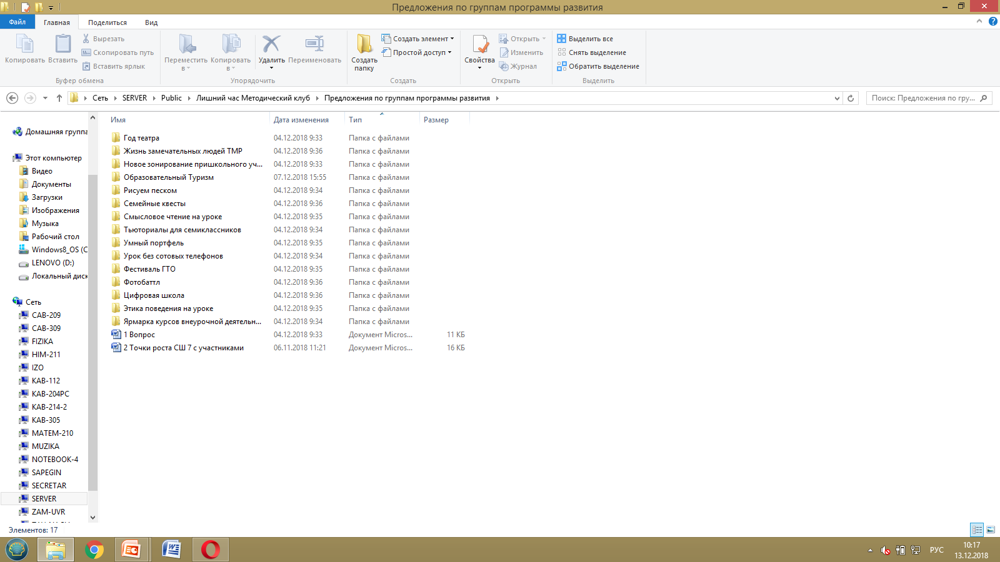 Предложения по группам программы развития
Файл Главная Поделиться Вид
Копировать
Вставить
Вырезать
Скопировать путь
Вставить ярлык
Буфер обмена
Переместить в
Копировать в
Удалить
Переименовать
Упорядочить
Создать папку
Создать элемент
Простой доступ
Создать
Свойства
Открыть
Изменить
Журнал
Открыть
Выделить все
Снять выделение
Обратить выделение
Выделить
Сеть SERVER Public Лишний час Методический клуб Предложения по группам программы развития
Поиск: Предложения по гру...
Домашняя группа
Этот компьютер
Видео
Документы
Загрузки
Изображения
Музыка
Рабочий стол
Windows8_OS (C
LENOVO (D:)
Локальный диск
Сеть
CAB-209
CAB-309
FIZIKA
HIM-211
IZO
KAB-112
KAB-204PC
KAB-214-2
KAB-305
MATEM-210
MUZIKA
NOTEBOOK-4
SAPEGIN
SECRETAR
SERVER
ZAM-UVR
Имя Дата изменения Тип Размер
Год театра 04.12.2018 9:33 Папка с файлами
Жизнь замечательных людей ТМР 04.12.2018 9:36 Папка с файлами
Новое зонирование пришкольного уч... 04.12.2018 9:33 Папка с файлами
Образовательный Туризм 07.12.2018 15:55 Папка с файлами
Рисуем песком 04.12.2018 9:34 Папка с файлами
Семейные квесты 04.12.2018 9:36 Папка с файлами
Смысловое чтение на уроке 04.12.2018 9:35 Папка с файлами
Тьюториалы для семиклассников 04.12.2018 9:34 Папка с файлами
Умный портфель 04.12.2018 9:35 Папка с файлами
Урок без сотовых телефонов 04.12.2018 9:34 Папка с файлами
Фестиваль ГТО 04.12.2018 9:35 Папка с файлами
Фотобаттл 04.12.2018 9:36 Папка с файлами
Цифровая школа 04.12.2018 9:36 Папка с файлами
Этика поведения на уроке 04.12.2018 9:35 Папка с файлами
Ярмарка курсов внеурочной деятельн... 04.12.2018 9:34 Папка с файлами
1 Вопрос 04.12.2018 9:33 Документ Micros... 11 КБ
2 Точки роста СШ 7 с участниками 06.11.2018 11:21 Документ Micros... 16 КБ
Элементов: 17
РУС
10:17
13.12.2018